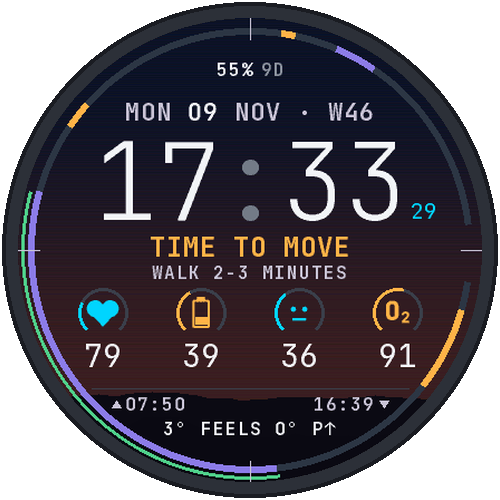 55% 9D
MON 09 NOV · W46
17:33 29
TIME TO MOVE
WALK 2-3 MINUTES
O₂
79 39 36 91
▲07:50 16:39▼
3° FEELS 0° P↑